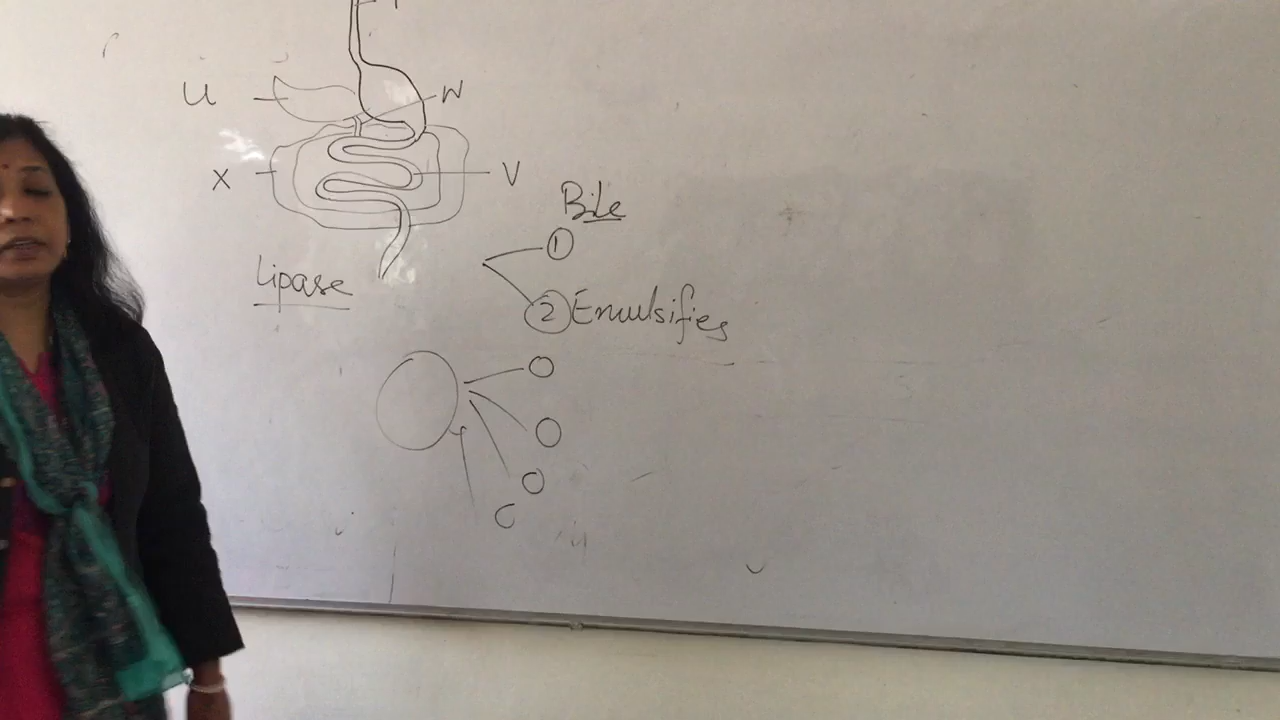 U
W
X
V
Bile
①
Lipase
② Emulsifies